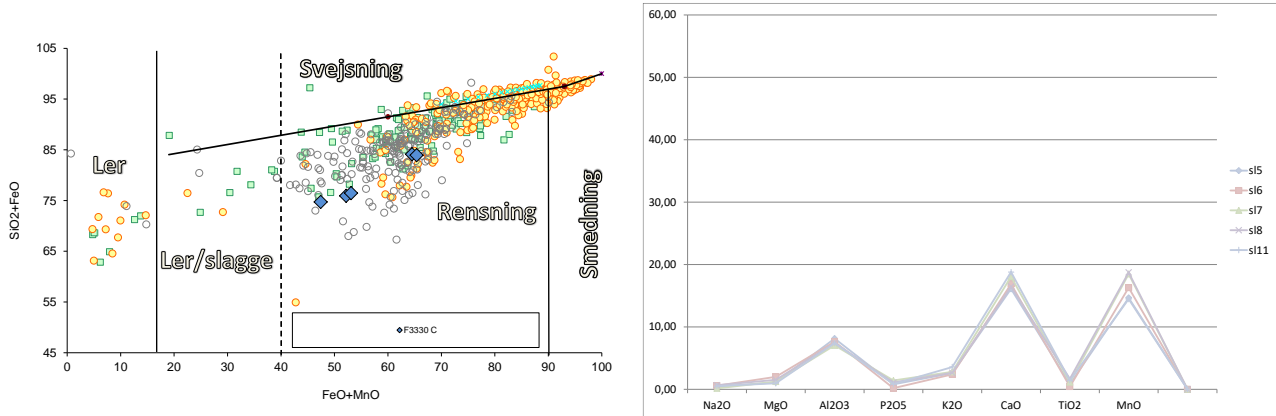 105
95
85
75
65
55
45
SiO2+FeO
0
10
20
30
40
50
60
70
80
90
100
FeO+MnO
Svejsning
Ler
Ler/slagge
Rensning
Smedning
F3330 C
60,00
50,00
40,00
30,00
20,00
10,00
0,00
Na2O
MgO
Al2O3
P2O5
K2O
CaO
TiO2
MnO
sl5
sl6
sl7
sl8
sl11